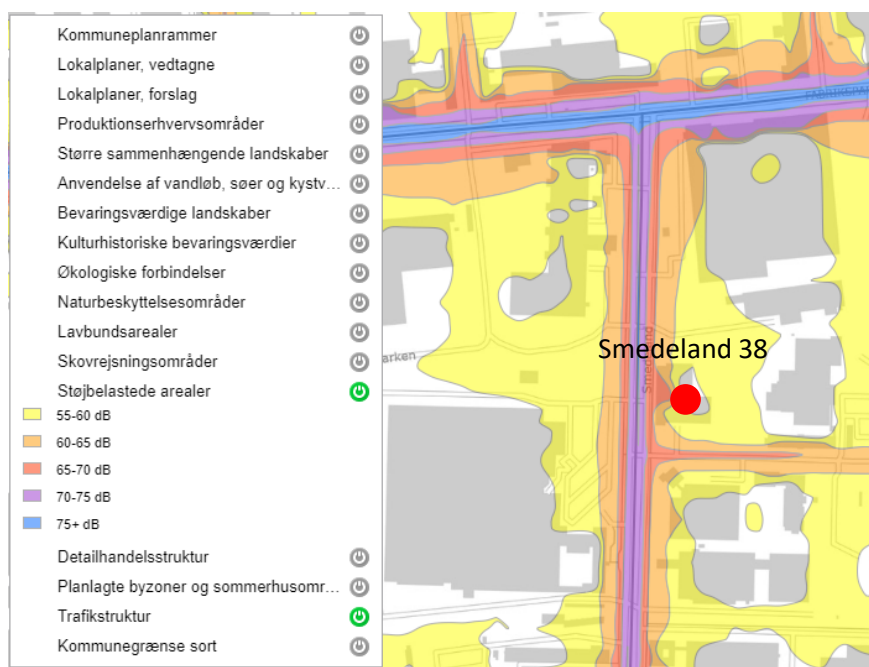 Kommuneplanrammer
Lokalplaner, vedtagne
Lokalplaner, forslag
Produktionserhvervsområder
Større sammenhængende landskaber
Anvendelse af vandløb, søer og kystv...
Bevaringsværdige landskaber
Kulturhistoriske bevaringsværdier
Økologiske forbindelser
Naturbeskyttelsesområder
Lavbundsarealer
Skovrejsningsområder
Støjbelastede arealer
55-60 dB
60-65 dB
65-70 dB
70-75 dB
75+ dB
Detailhandelsstruktur
Planlagte byzoner og sommerhusomr...
Trafikstruktur
Kommunegrænse sort
Smedeland 38
Smedeland
arken